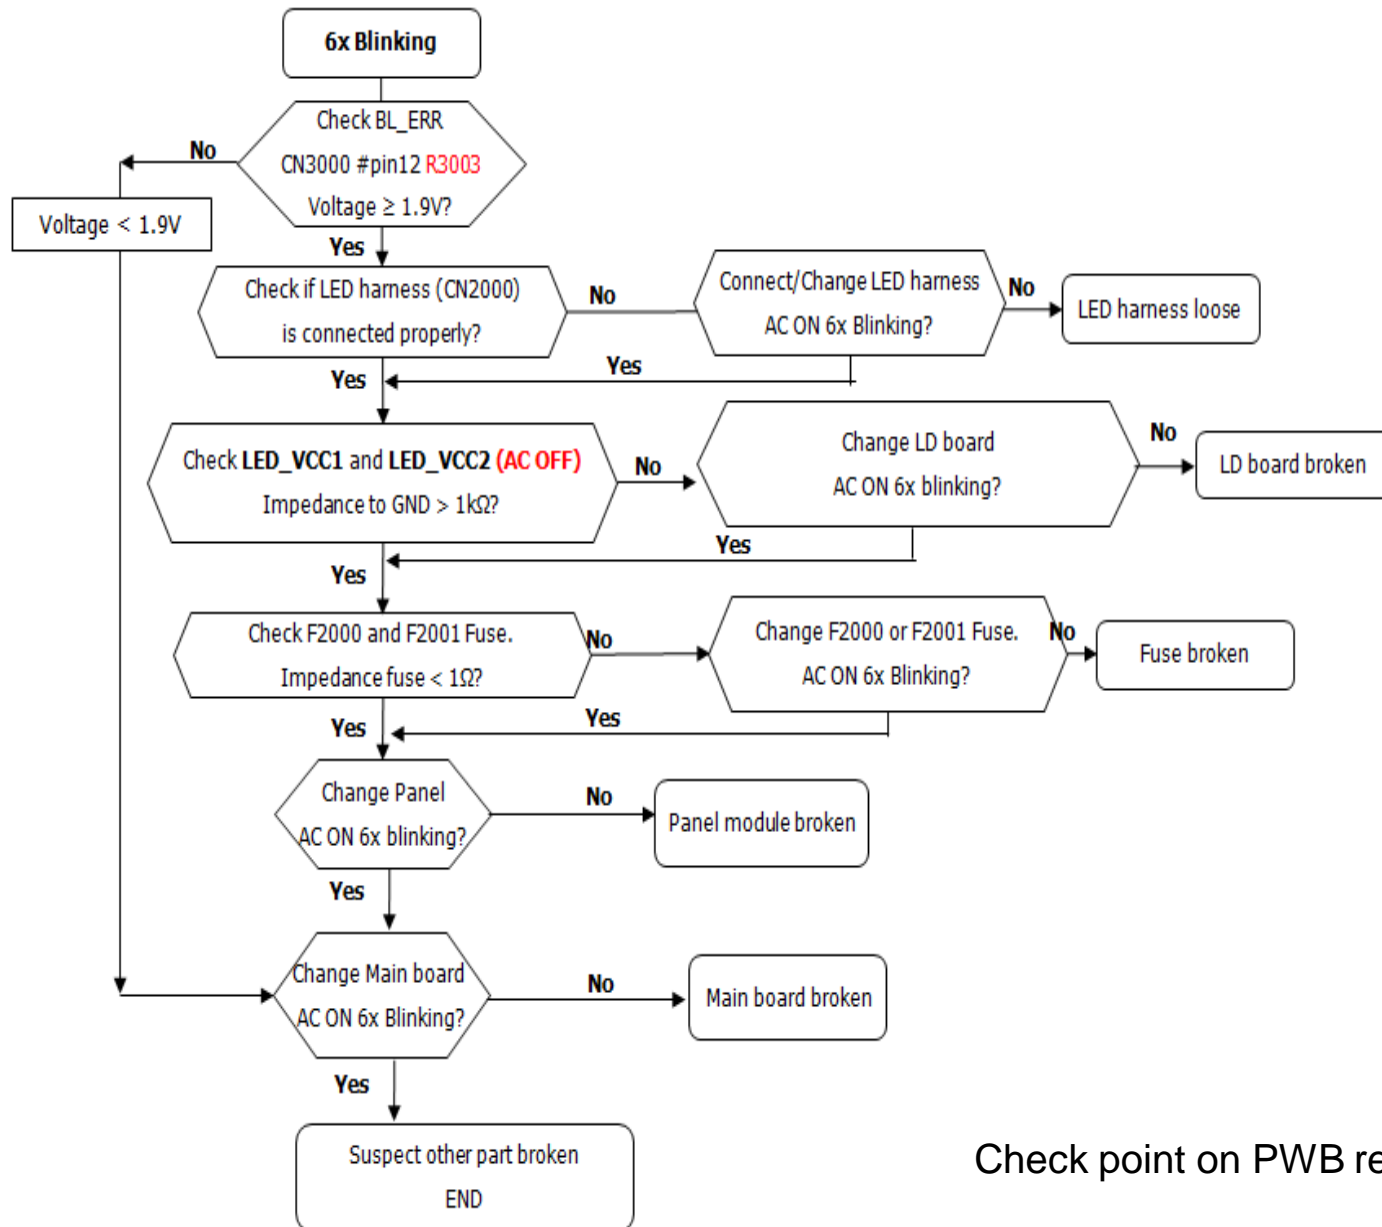 6x Blinking
Check BL_ERR
CN3000 #pin12 R3003
Voltage ≥ 1.9V?
No
Voltage < 1.9V
Yes
Check if LED harness (CN2000)
is connected properly?
No
Connect/Change LED harness
AC ON 6x Blinking?
No
LED harness loose
Yes
Yes
Check LED_VCC1 and LED_VCC2 (AC OFF)
Impedance to GND > 1kΩ?
No
Change LD board
AC ON 6x blinking?
No
LD board broken
Yes
Yes
Check F2000 and F2001 Fuse.
Impedance fuse < 1Ω?
No
Change F2000 or F2001 Fuse.
AC ON 6x Blinking?
No
Fuse broken
Yes
Yes
Change Panel
AC ON 6x blinking?
No
Panel module broken
Yes
Change Main board
AC ON 6x Blinking?
No
Main board broken
Yes
Suspect other part broken
END
Check point on PWB re